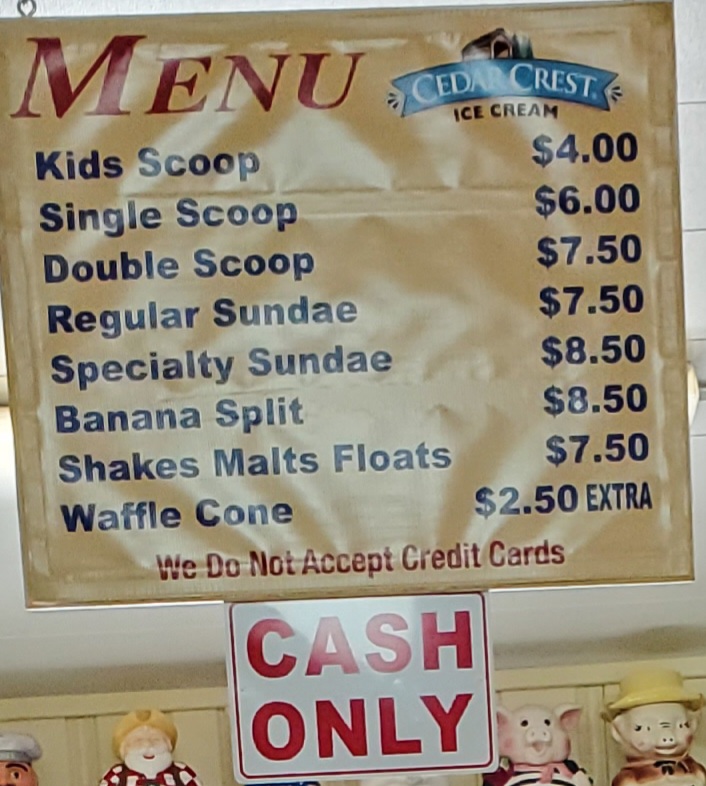 MENU
CEDAR CREST
ICE CREAM
Kids Scoop $4.00
Single Scoop $6.00
Double Scoop $7.50
Regular Sundae $7.50
Specialty Sundae $8.50
Banana Split $8.50
Shakes Malts Floats $7.50
Waffle Cone $2.50 EXTRA
We Do Not Accept Credit Cards
CASH
ONLY